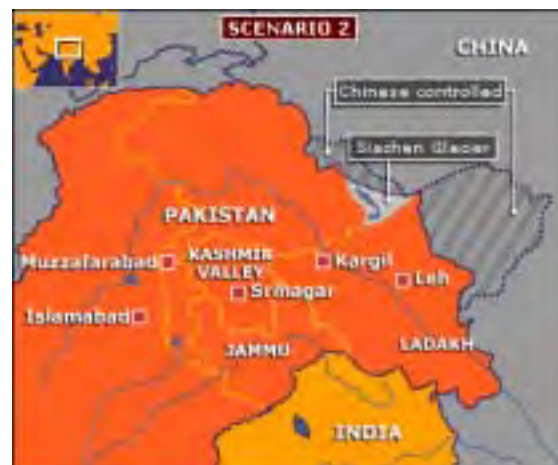 SCENARIO 2
CHINA
Chinese controlled
Siachen Glacier
PAKISTAN
Muzzafarabad
KASHMIR
VALLEY
Kargil
Srinagar
Leh
Islamabad
JAMMU
LADAKH
INDIA